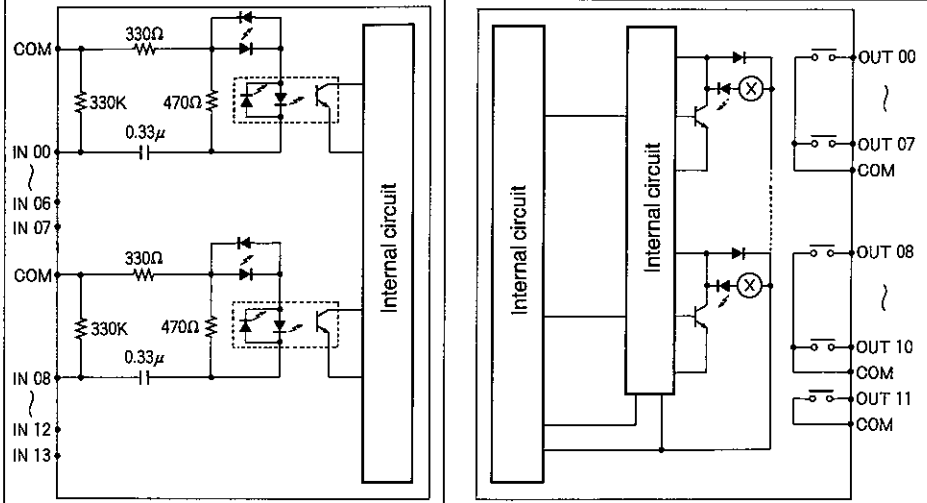 330Ω
COM
330K
470Ω
0.33μ
IN 00
IN 06
IN 07
330Ω
COM
330K
470Ω
0.33μ
IN 08
IN 12
IN 13
Internal circuit
Internal circuit
Internal circuit
X
X
OUT 00
OUT 07
COM
OUT 08
OUT 10
COM
OUT 11
COM